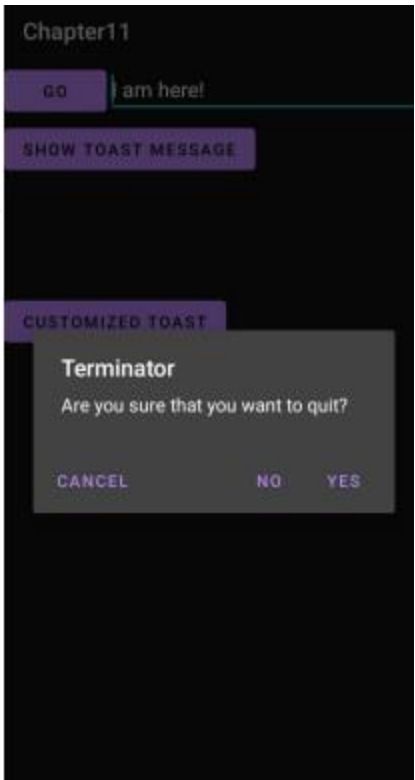 Chapter11
GO I am here!
SHOW TOAST MESSAGE
CUSTOMIZED TOAST
Terminator
Are you sure that you want to quit?
CANCEL NO YES